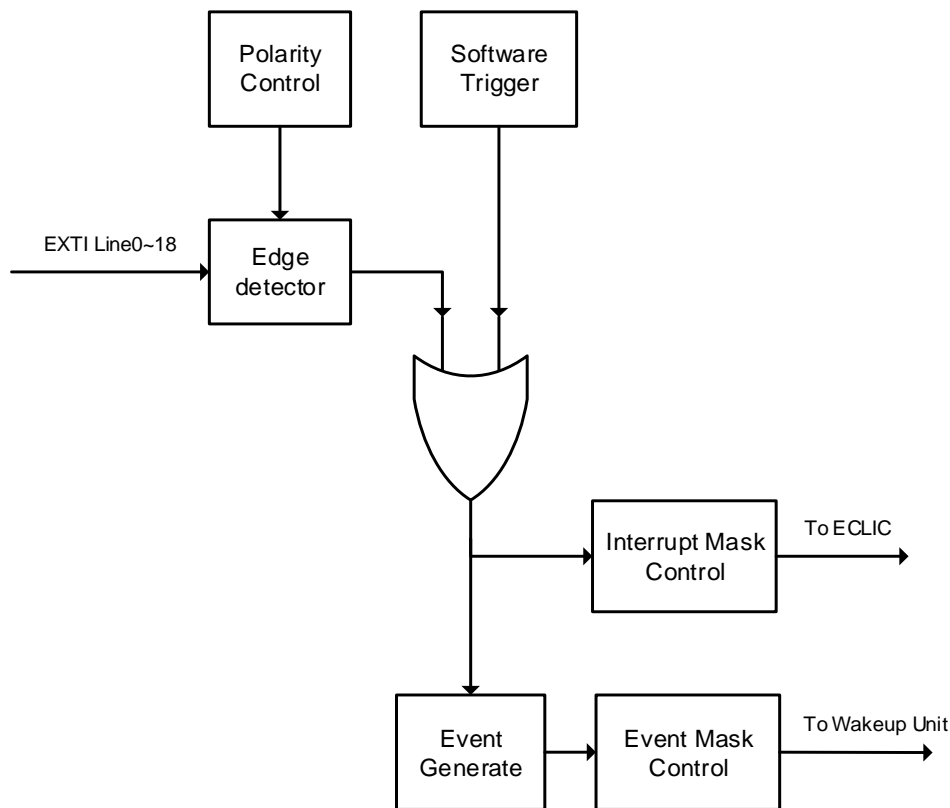 Polarity
Control
Software
Trigger
EXTI Line0~18
Edge
detector
Interrupt Mask
Control
To ECLIC
Event
Generate
Event Mask
Control
To Wakeup Unit